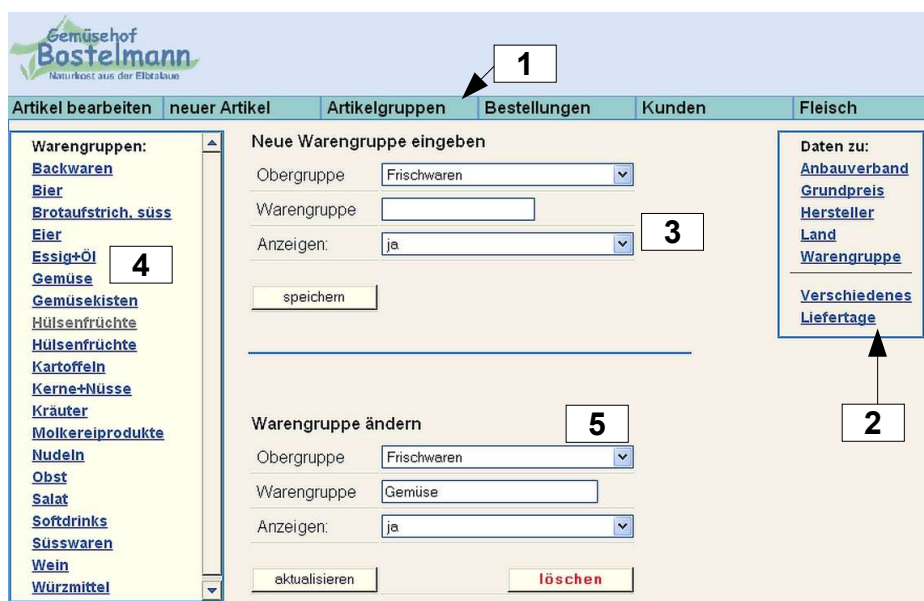 Gemüsehof
Bostelmann
Naturkost aus der Elbtalaue
1
Artikel bearbeiten neuer Artikel Artikelgruppen Bestellungen Kunden Fleisch
Warengruppen:
Backwaren
Bier
Brotaufstrich, süss
Eier
Essig+Öl
4
Gemüse
Gemüsekisten
Hülsenfrüchte
Hülsenfrüchte
Kartoffeln
Kerne+Nüsse
Kräuter
Molkereiprodukte
Nudeln
Obst
Salat
Softdrinks
Süsswaren
Wein
Würzmittel
Neue Warengruppe eingeben
Obergruppe Frischwaren
Warengruppe
Anzeigen: ja
3
speichern
Warengruppe ändern
5
Obergruppe Frischwaren
Warengruppe Gemüse
Anzeigen: ja
aktualisieren löschen
Daten zu:
Anbauverband
Grundpreis
Hersteller
Land
Warengruppe
Verschiedenes
Liefertage
2